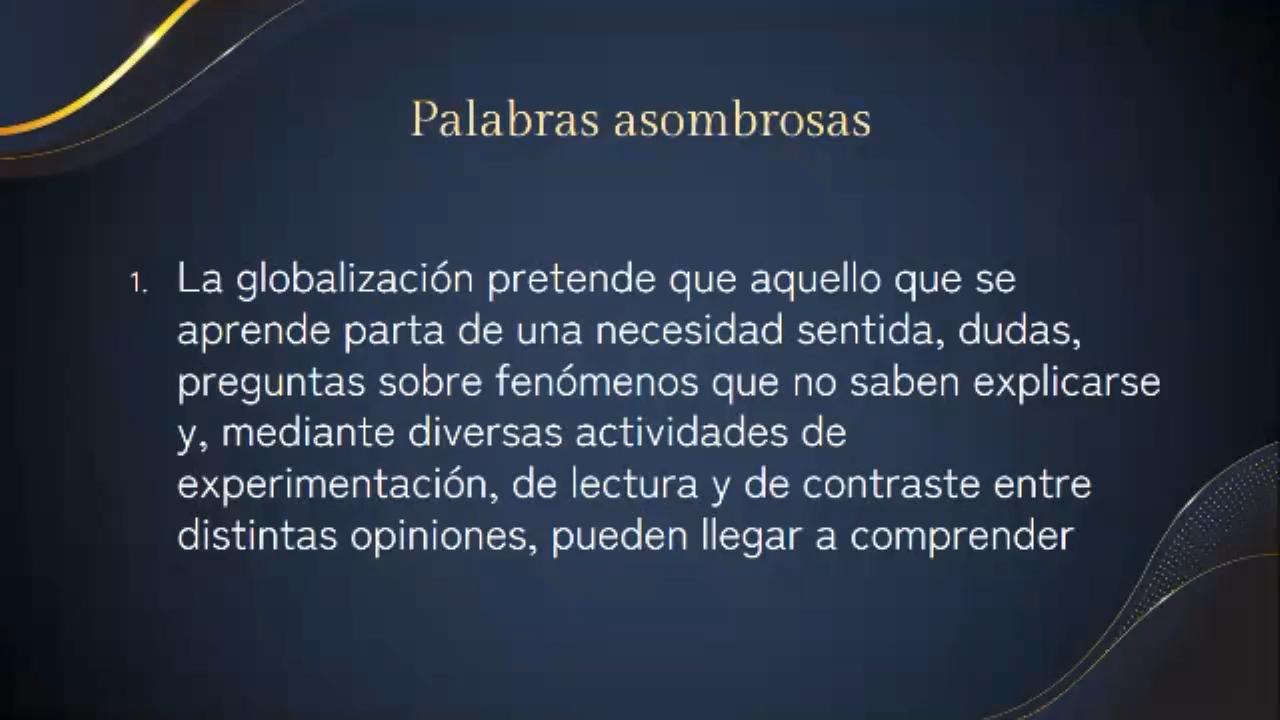 Palabras asombrosas
1. La globalización pretende que aquello que se
aprende parta de una necesidad sentida, dudas,
preguntas sobre fenómenos que no saben explicarse
y, mediante diversas actividades de
experimentación, de lectura y de contraste entre
distintas opiniones, pueden llegar a comprender